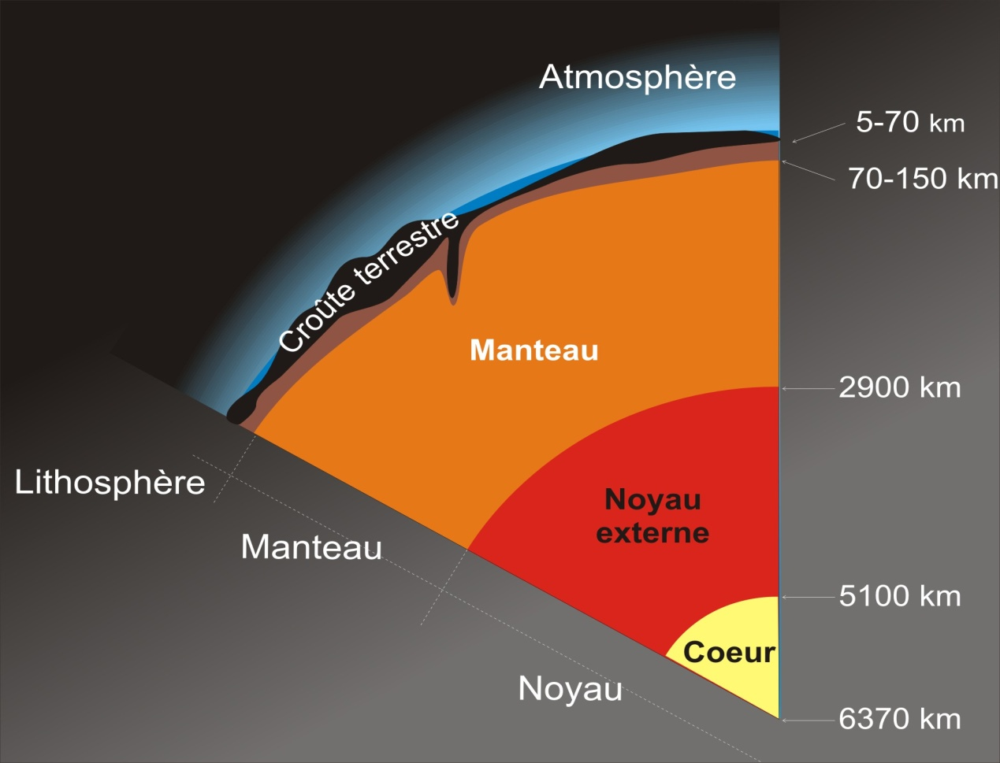 Atmosphère
5-70 km
70-150 km
Croûte terrestre
Manteau
2900 km
Lithosphère
Noyau
externe
Manteau
5100 km
Coeur
Noyau
6370 km